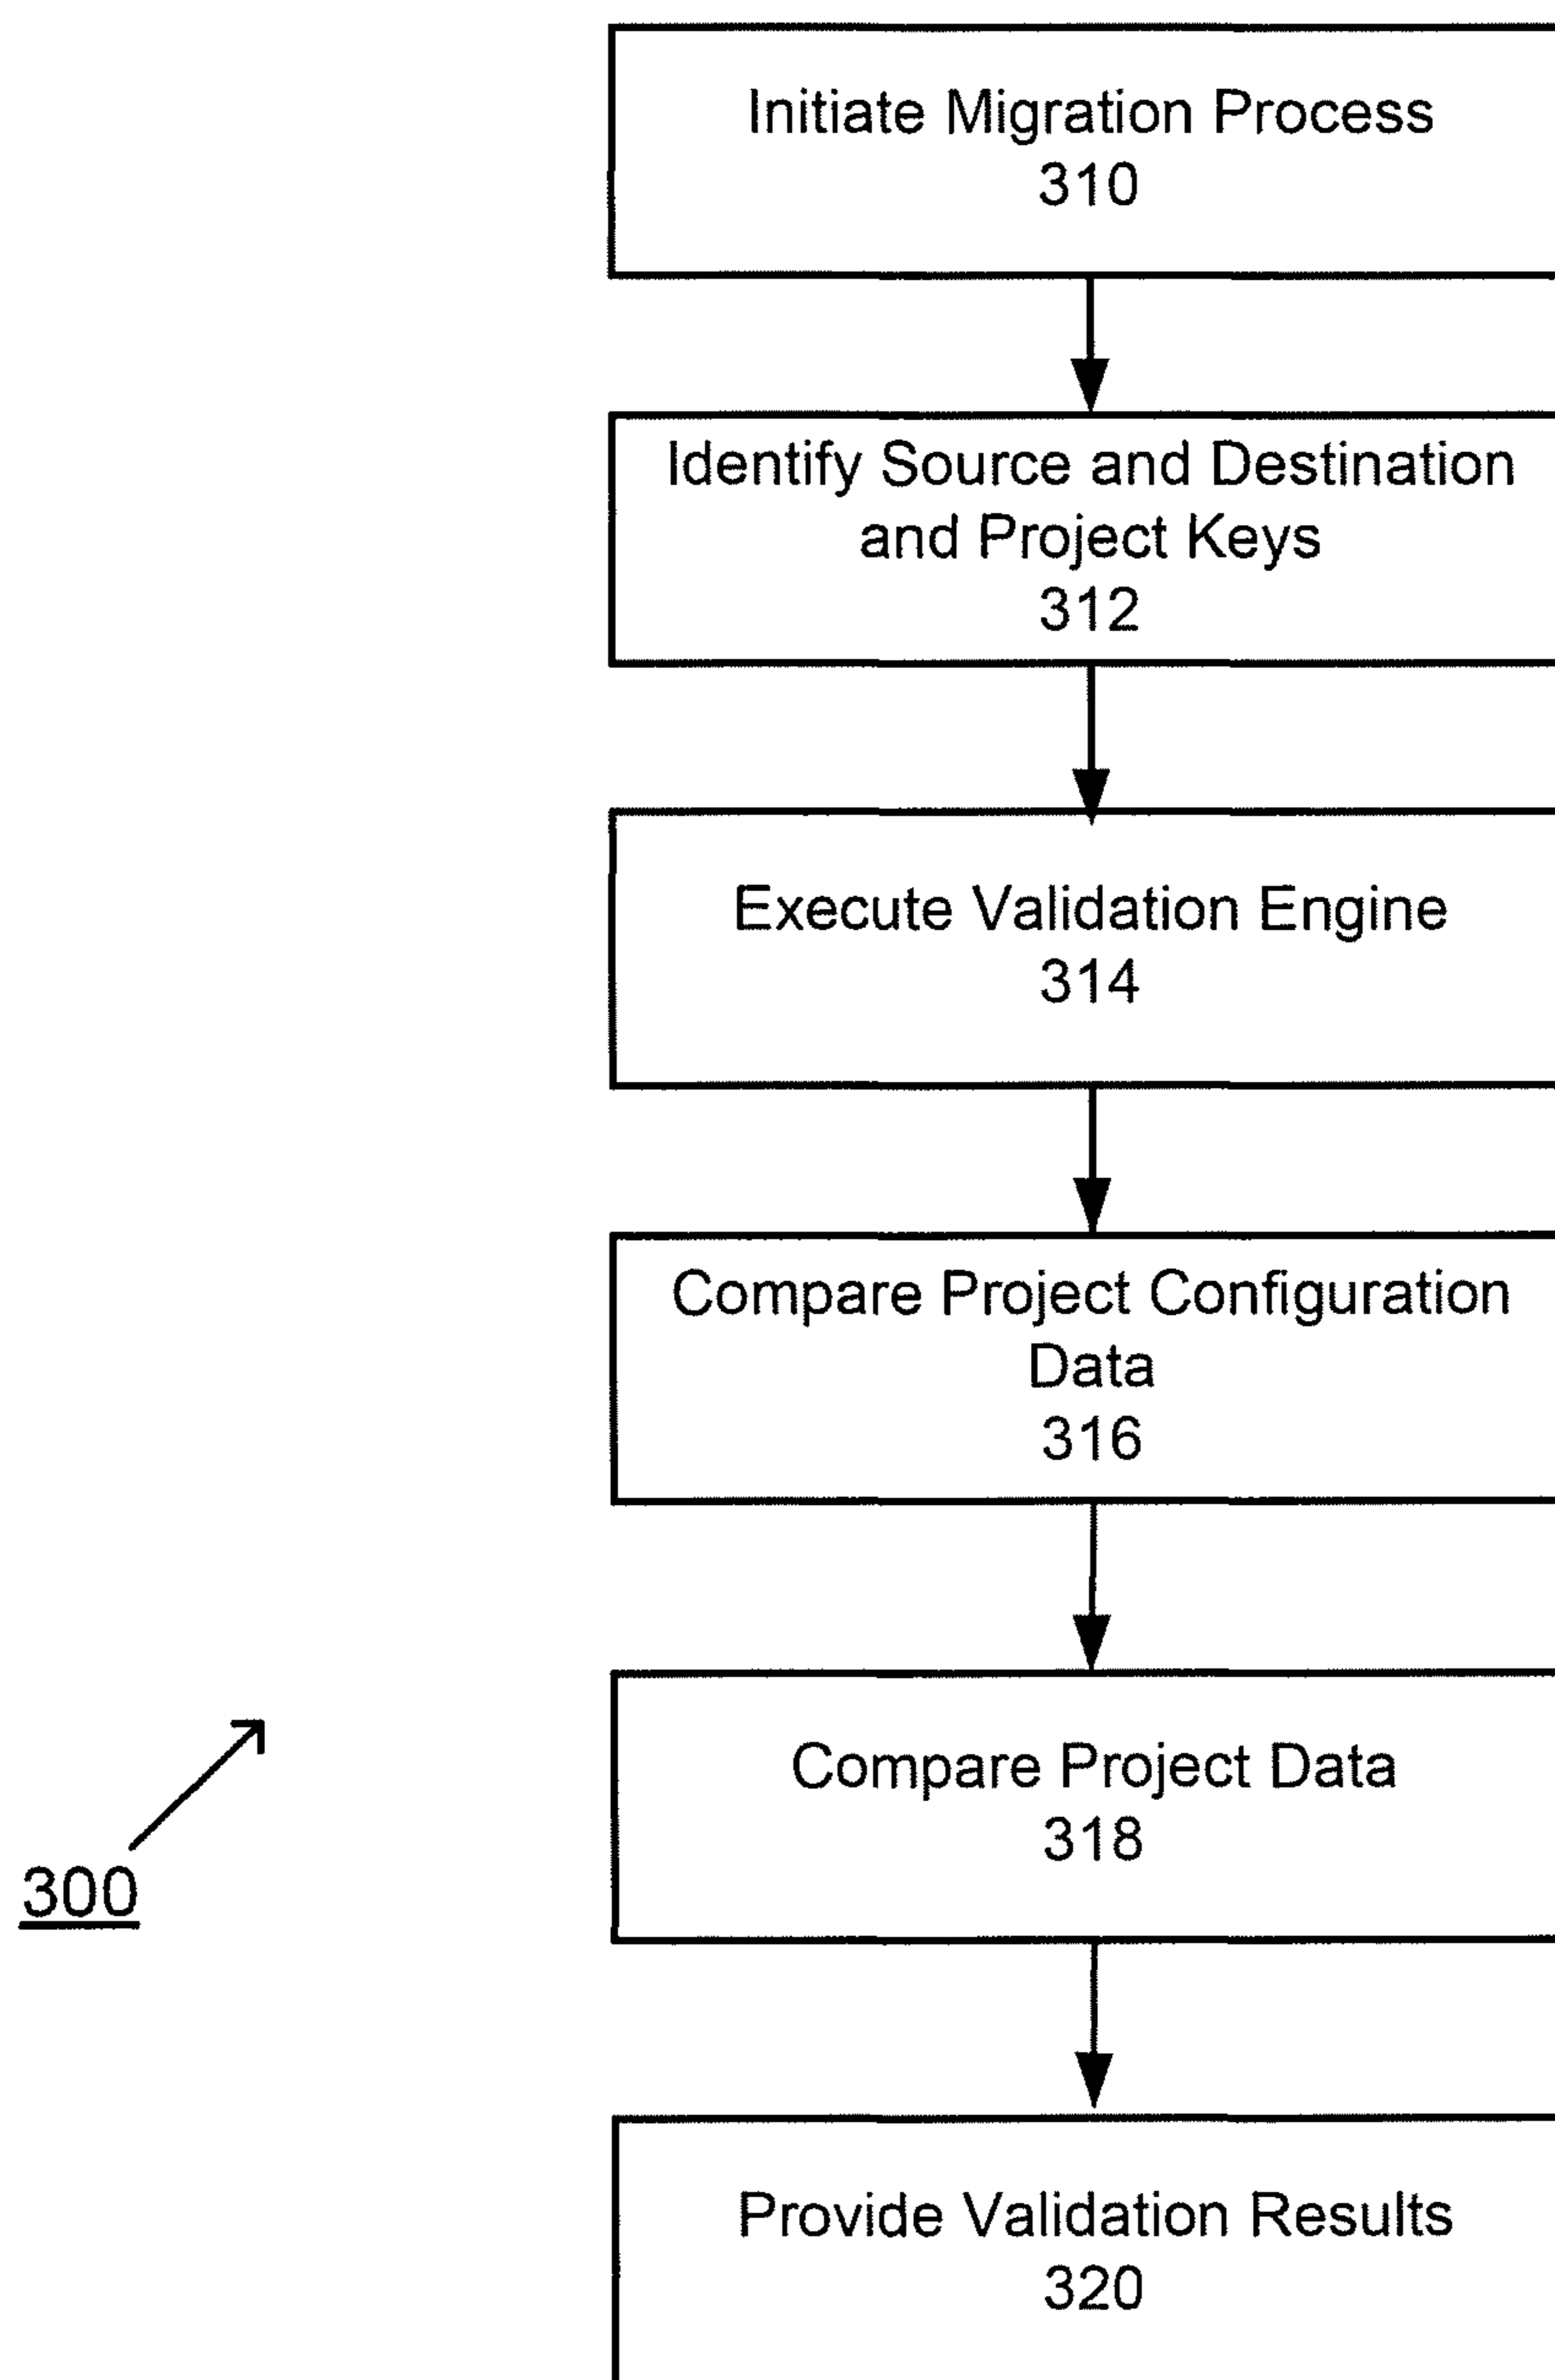 Initiate Migration Process
310
Identify Source and Destination
and Project Keys
312
Execute Validation Engine
314
Compare Project Configuration
Data
316
Compare Project Data
318
300
Provide Validation Results
320